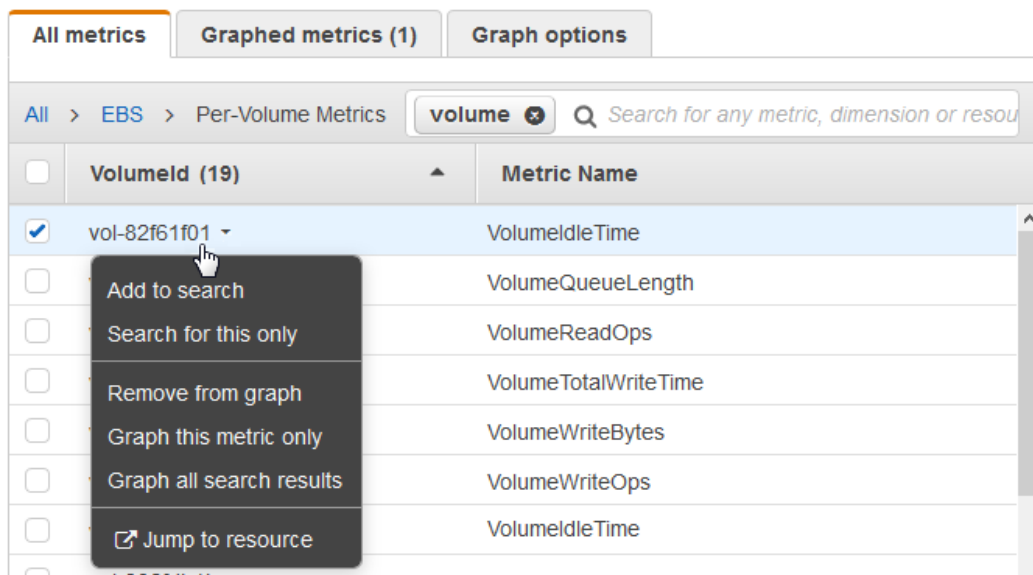 All metrics Graphed metrics (1) Graph options
All > EBS > Per-Volume Metrics volume Search for any metric, dimension or resou
VolumeId (19) Metric Name
vol-82f61f01 VolumeIdleTime
VolumeQueueLength
Add to search
VolumeReadOps
Search for this only
VolumeTotalWriteTime
Remove from graph
VolumeWriteBytes
Graph this metric only
VolumeWriteOps
Graph all search results
VolumeIdleTime
Jump to resource